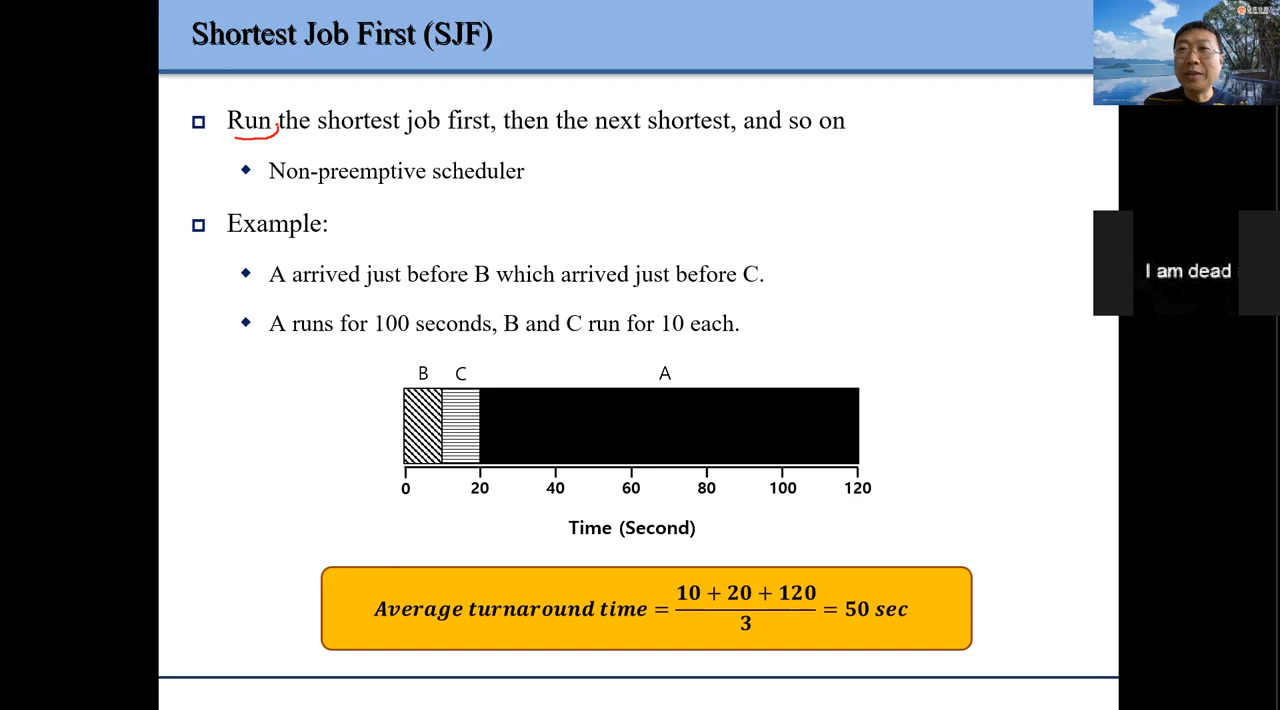 Shortest Job First (SJF)
Run the shortest job first, then the next shortest, and so on
Non-preemptive scheduler
Example:
A arrived just before B which arrived just before C.
A runs for 100 seconds, B and C run for 10 each.
B C A
0 20 40 60 80 100 120
Time (Second)
Average turnaround time = 10 + 20 + 120 / 3 = 50 sec
I am dead